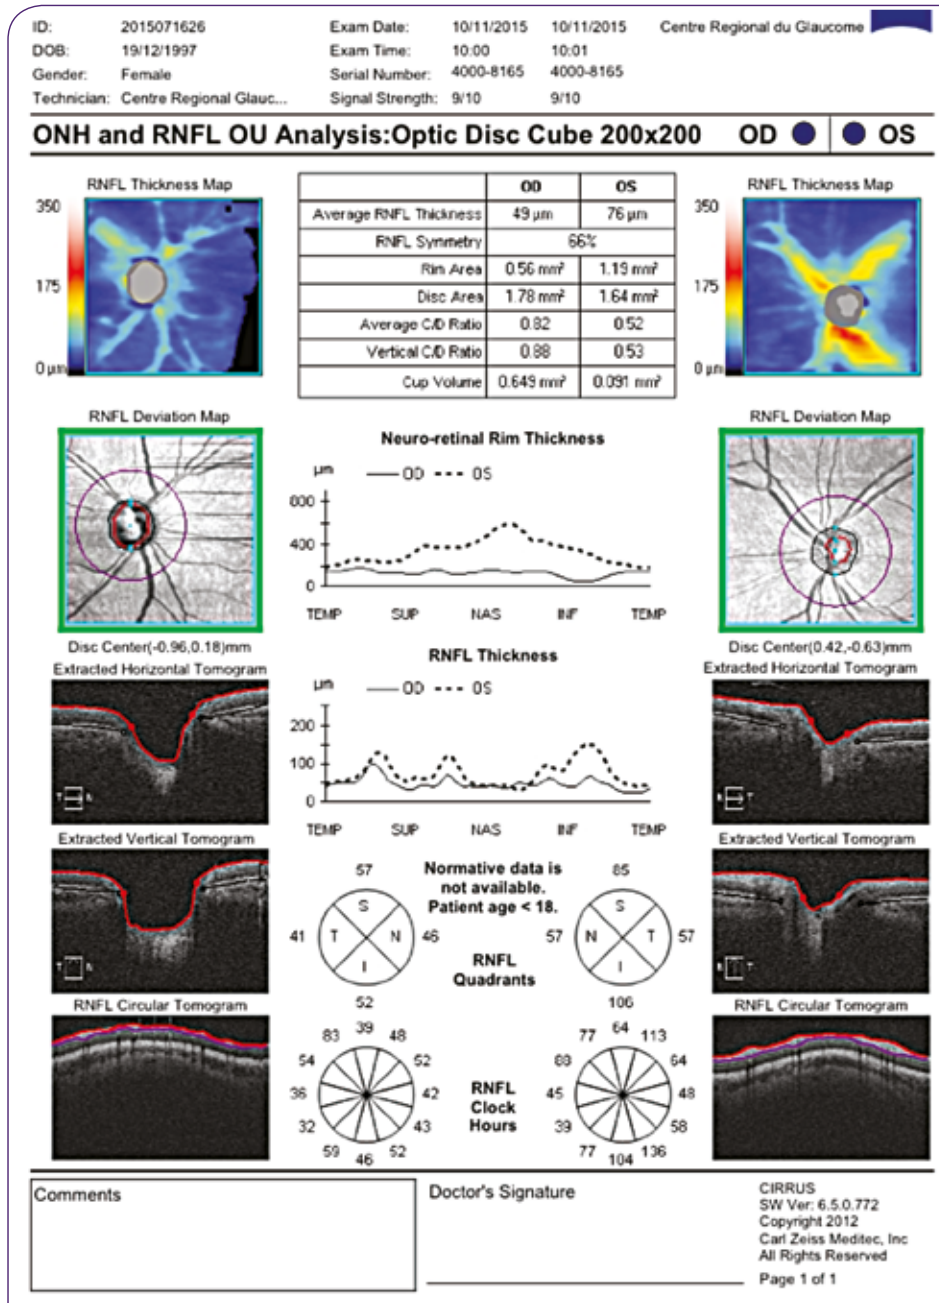 ID: 2015071626 Exam Date: 10/11/2015 10/11/2015 Centre Regional du Glaucome
DOB: 19/12/1997 Exam Time: 10:00 10:01
Gender: Female Serial Number: 4000-8165 4000-8165
Technician: Centre Regional Glauc... Signal Strength: 9/10 9/10
ONH and RNFL OU Analysis:Optic Disc Cube 200x200 OD OS
RNFL Thickness Map
350
175
0 µm
OD OS
Average RNFL Thickness 49 µm 76 µm
RNFL Symmetry 66%
Rim Area 0.56 mm² 1.19 mm²
Disc Area 1.78 mm² 1.64 mm²
Average C/D Ratio 0.82 0.52
Vertical C/D Ratio 0.88 0.53
Cup Volume 0.649 mm³ 0.091 mm³
RNFL Thickness Map
350
175
0 µm
RNFL Deviation Map
Disc Center(-0.96,0.18)mm
Neuro-retinal Rim Thickness
µm OD OS
800
400
0
TEMP SUP NAS INF TEMP
RNFL Deviation Map
Disc Center(0.42,-0.63)mm
Extracted Horizontal Tomogram
T N
RNFL Thickness
µm OD OS
200
100
0
TEMP SUP NAS INF TEMP
Extracted Horizontal Tomogram
N T
Extracted Vertical Tomogram
T N
Normative data is
not available.
Patient age < 18.
RNFL
Quadrants
57
S
41 T N 46
I
52
85
S
57 N T 57
I
106
Extracted Vertical Tomogram
N T
RNFL Circular Tomogram
RNFL
Clock
Hours
83 39 48
54 52
36 42
32 43
59 46 52
77 64 113
64
45 48
39 58
77 104 136
RNFL Circular Tomogram
Comments
Doctor's Signature
CIRRUS
SW Ver: 6.5.0.772
Copyright 2012
Carl Zeiss Meditec, Inc
All Rights Reserved
Page 1 of 1